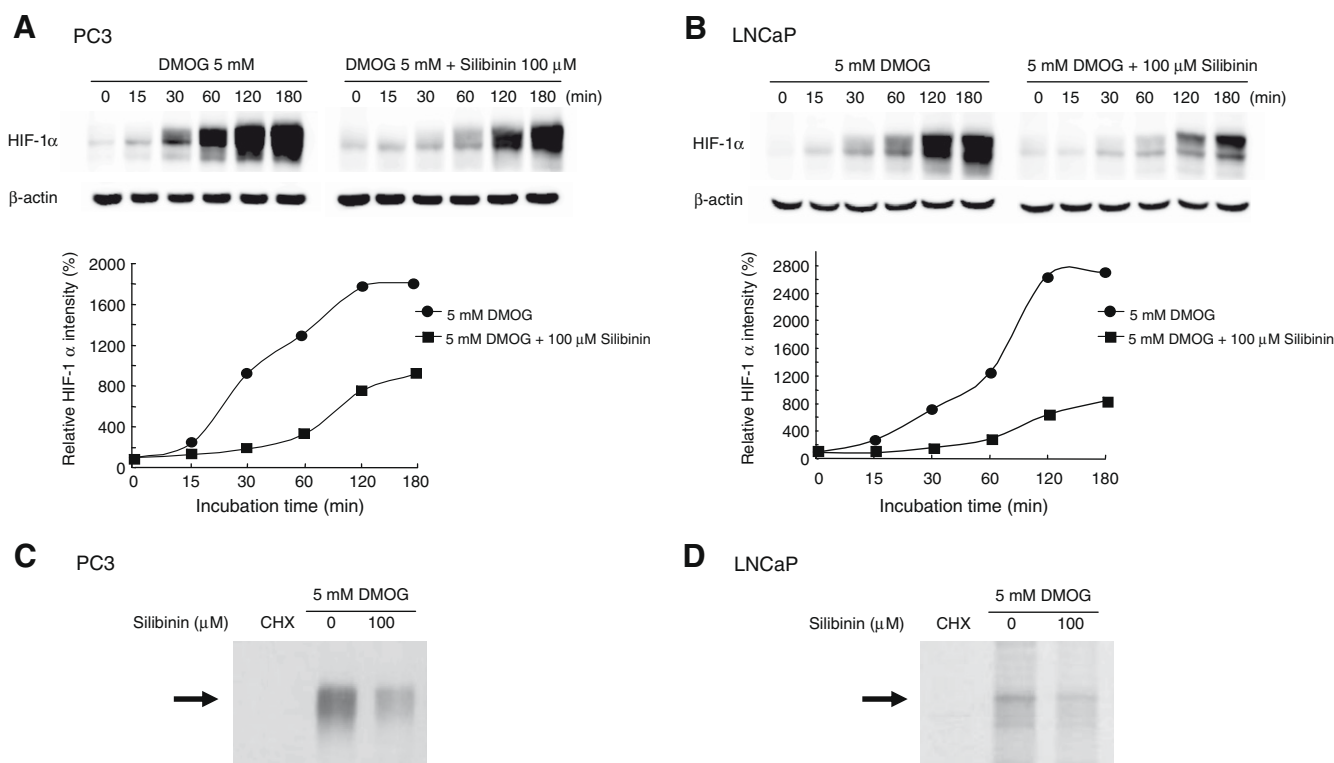 A PC3
DMOG 5 mM
DMOG 5 mM + Silibinin 100 μM
0 15 30 60 120 180 0 15 30 60 120 180 (min)
HIF-1α
β-actin
Relative HIF-1 α intensity (%)
2000
1600
1200
800
400
0
0 15 30 60 120 180
Incubation time (min)
5 mM DMOG
5 mM DMOG + 100 μM Silibinin
B LNCaP
5 mM DMOG
5 mM DMOG + 100 μM Silibinin
0 15 30 60 120 180 0 15 30 60 120 180 (min)
HIF-1α
β-actin
Relative HIF-1 α intensity (%)
2800
2400
2000
1600
1200
800
400
0
0 15 30 60 120 180
Incubation time (min)
5 mM DMOG
5 mM DMOG + 100 μM Silibinin
C PC3
5 mM DMOG
Silibinin (μM) CHX 0 100
D LNCaP
5 mM DMOG
Silibinin (μM) CHX 0 100